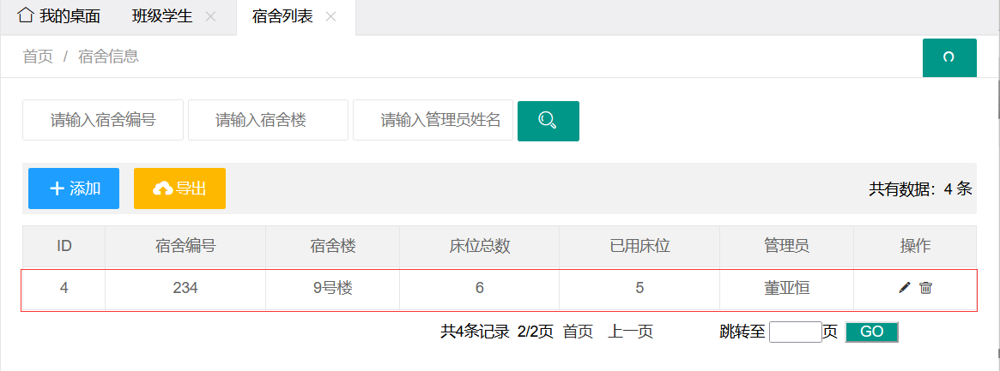 我的桌面 班级学生 宿舍列表
首页 / 宿舍信息
请输入宿舍编号 请输入宿舍楼 请输入管理员姓名
添加 导出 共有数据：4 条
ID 宿舍编号 宿舍楼 床位总数 已用床位 管理员 操作
4 234 9号楼 6 5 董亚恒
共4条记录 2/2页 首页 上一页 跳转至 页 GO